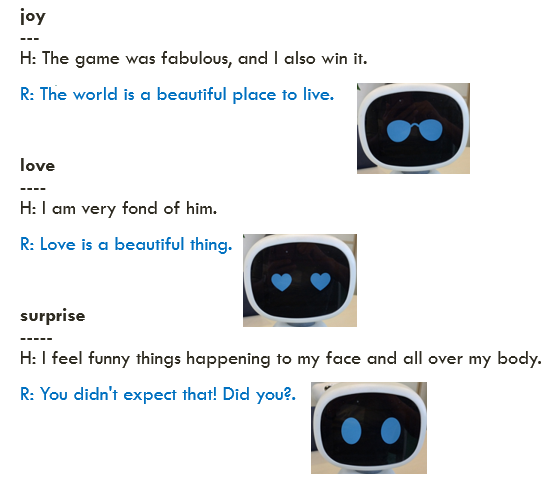 joy
---
H: The game was fabulous, and I also win it.
R: The world is a beautiful place to live.
love
----
H: I am very fond of him.
R: Love is a beautiful thing.
surprise
-----
H: I feel funny things happening to my face and all over my body.
R: You didn't expect that! Did you?.